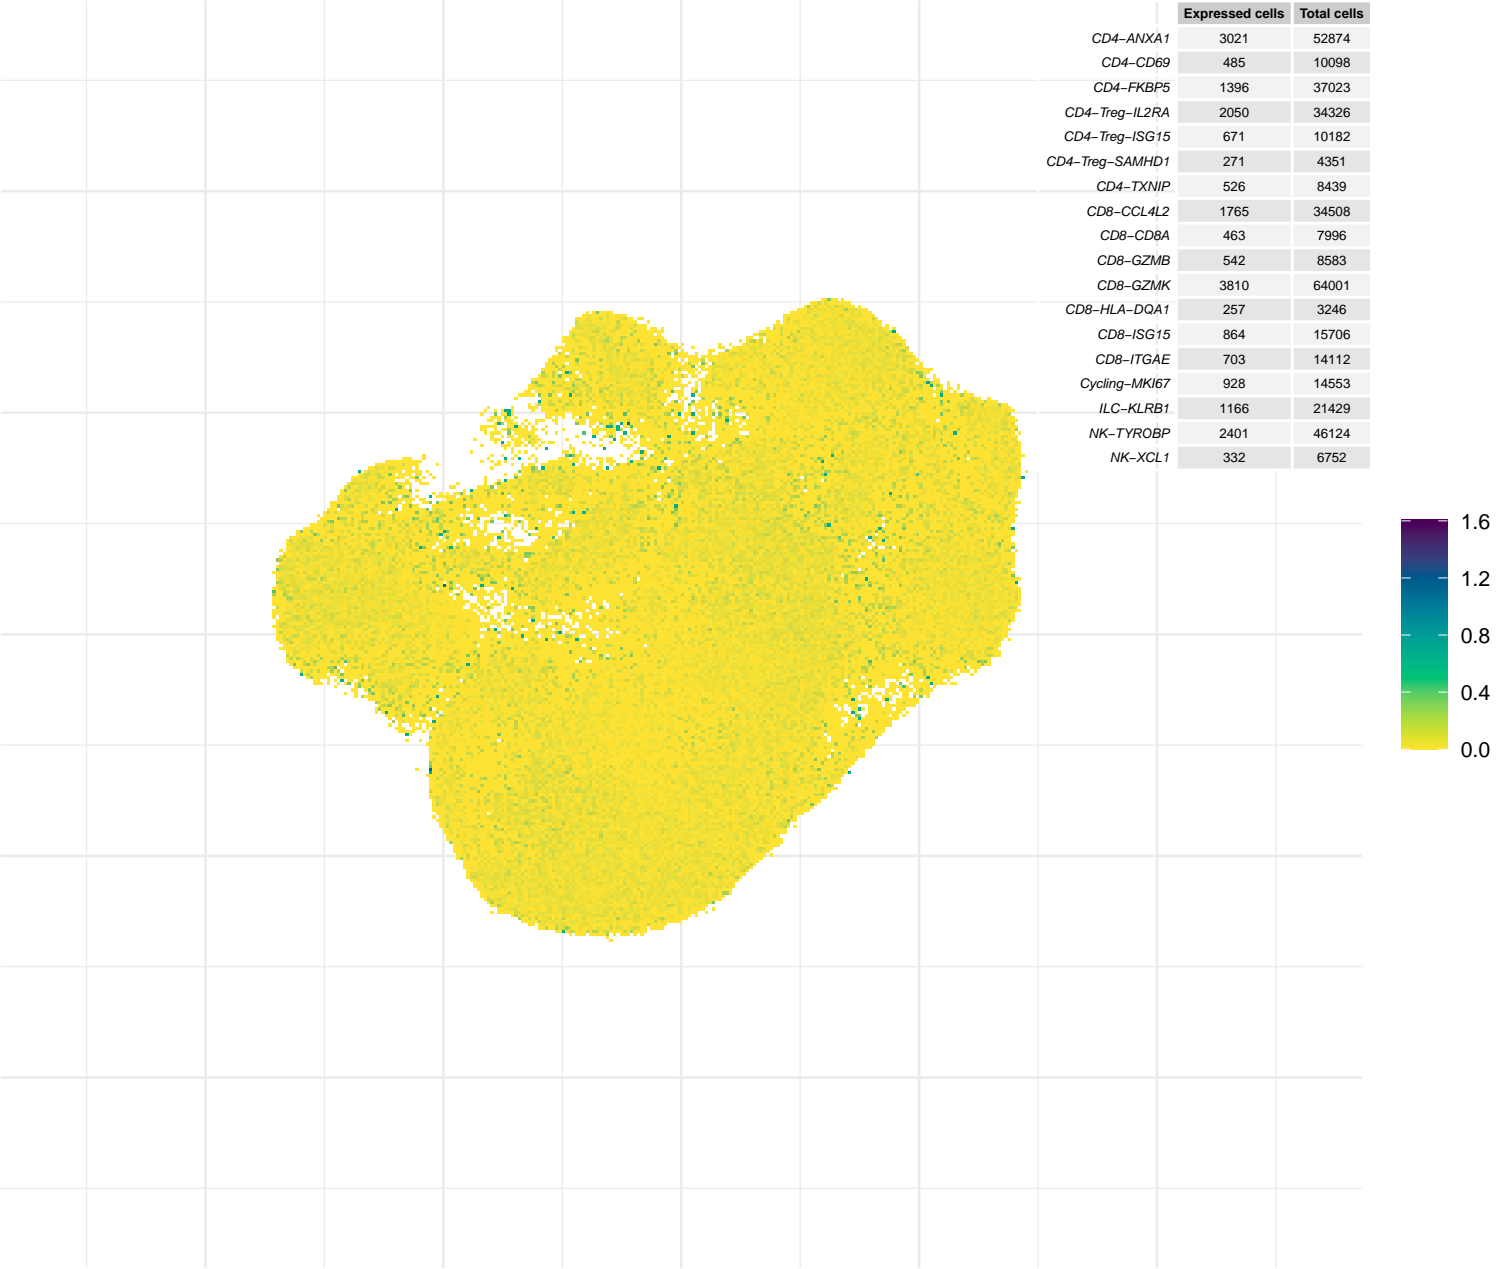 Expressed cells Total cells
CD4−ANXA1 3021 52874
CD4−CD69 485 10098
CD4−FKBP5 1396 37023
CD4−Treg−IL2RA 2050 34326
CD4−Treg−ISG15 671 10182
CD4−Treg−SAMHD1 271 4351
CD4−TXNIP 526 8439
CD8−CCL4L2 1765 34508
CD8−CD8A 463 7996
CD8−GZMB 542 8583
CD8−GZMK 3810 64001
CD8−HLA−DQA1 257 3246
CD8−ISG15 864 15706
CD8−ITGAE 703 14112
Cycling−MKI67 928 14553
ILC−KLRB1 1166 21429
NK−TYROBP 2401 46124
NK−XCL1 332 6752
1.6
1.2
0.8
0.4
0.0